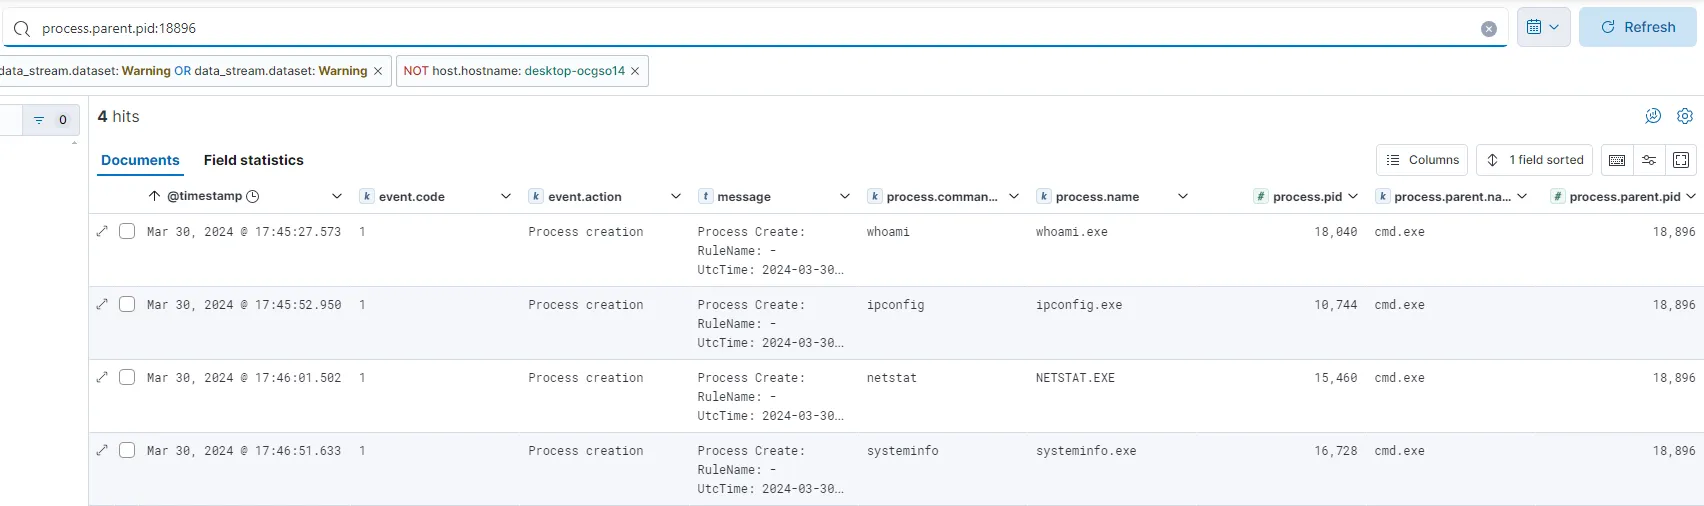 process.parent.pid:18896
Refresh
data_stream.dataset: Warning OR data_stream.dataset: Warning
NOT host.hostname: desktop-ocgso14
0
4 hits
Documents Field statistics
Columns 1 field sorted
@timestamp k event.code k event.action t message k process.comman... k process.name # process.pid k process.parent.na... # process.parent.pid
Mar 30, 2024 @ 17:45:27.573 1 Process creation Process Create: whoami whoami.exe 18,040 cmd.exe 18,896
RuleName: -
UtcTime: 2024-03-30...
Mar 30, 2024 @ 17:45:52.950 1 Process creation Process Create: ipconfig ipconfig.exe 10,744 cmd.exe 18,896
RuleName: -
UtcTime: 2024-03-30...
Mar 30, 2024 @ 17:46:01.502 1 Process creation Process Create: netstat NETSTAT.EXE 15,460 cmd.exe 18,896
RuleName: -
UtcTime: 2024-03-30...
Mar 30, 2024 @ 17:46:51.633 1 Process creation Process Create: systeminfo systeminfo.exe 16,728 cmd.exe 18,896
RuleName: -
UtcTime: 2024-03-30...